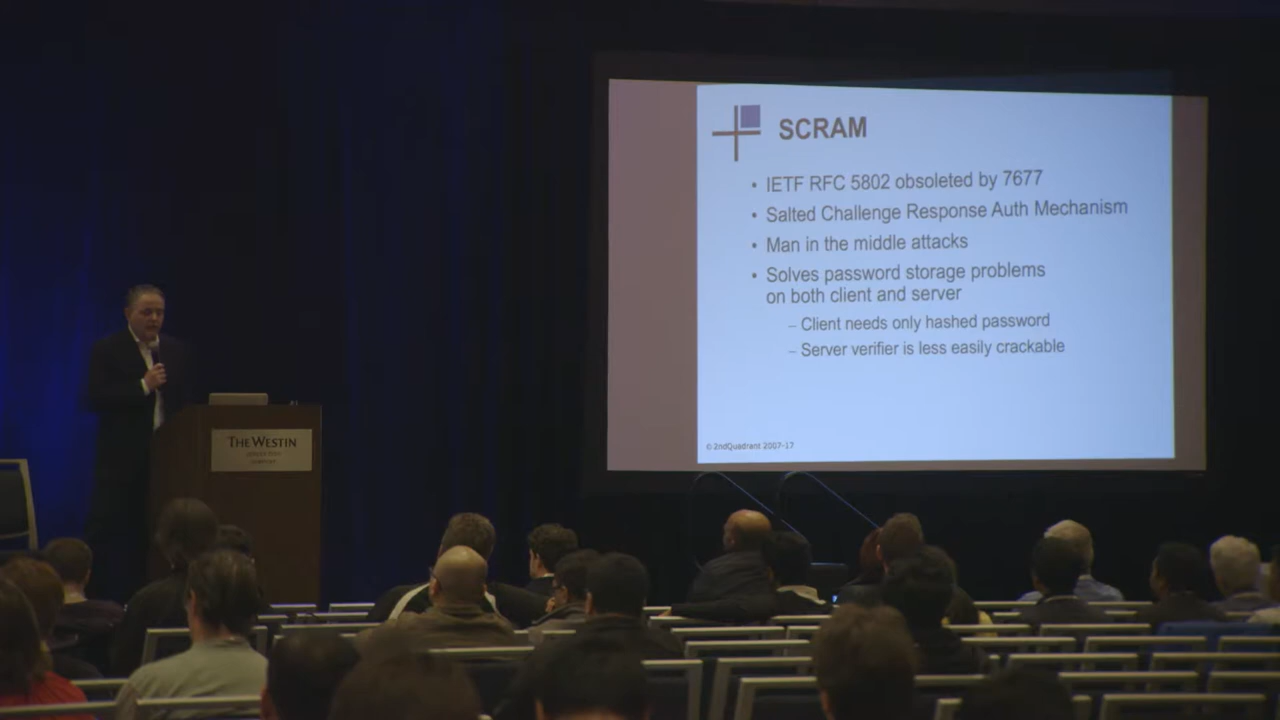 SCRAM
• IETF RFC 5802 obsoleted by 7677
• Salted Challenge Response Auth Mechanism
• Man in the middle attacks
• Solves password storage problems
on both client and server
– Client needs only hashed password
– Server verifier is less easily crackable
© 2ndQuadrant 2007-17
THE WESTIN